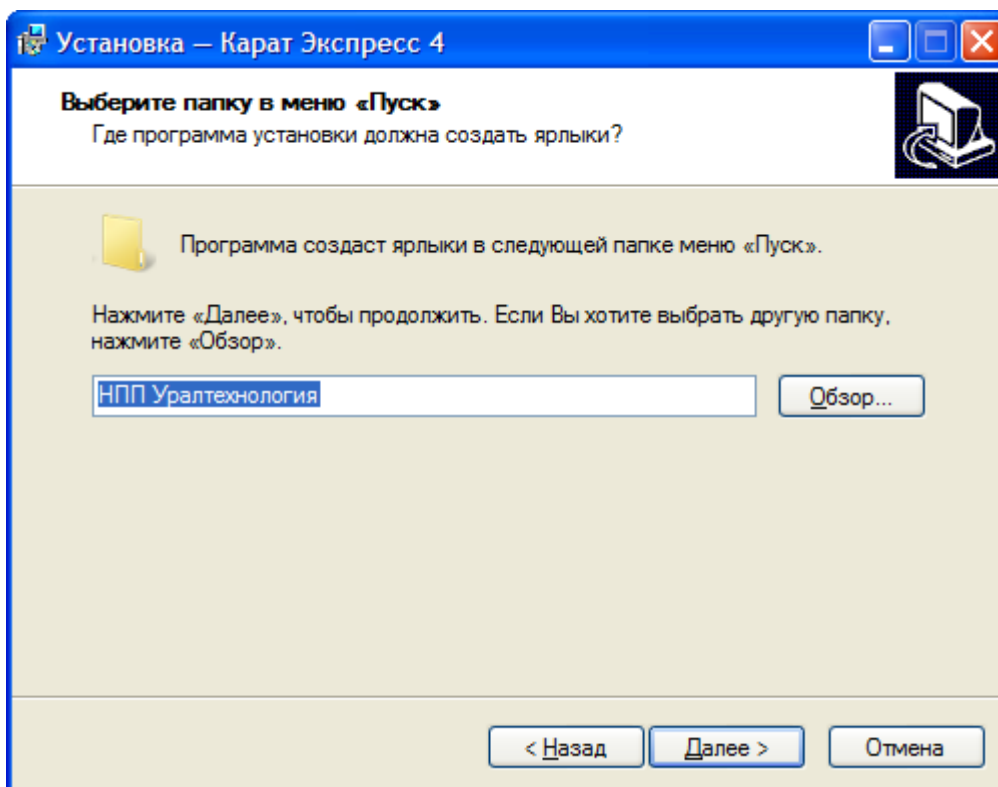 Установка — Карат Экспресс 4
Выберите папку в меню «Пуск»
Где программа установки должна создать ярлыки?
Программа создаст ярлыки в следующей папке меню «Пуск».
Нажмите «Далее», чтобы продолжить. Если Вы хотите выбрать другую папку,
нажмите «Обзор».
НПП Уралтехнология
Обзор...
< Назад
Далее >
Отмена